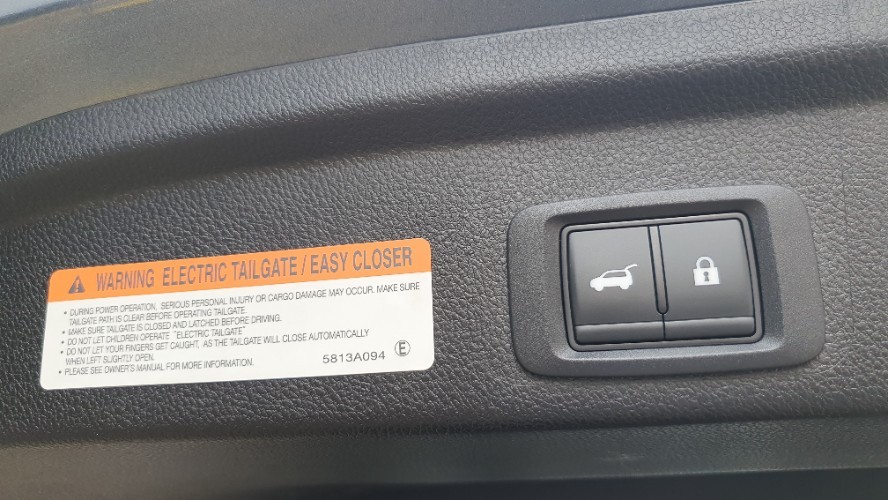 WARNING ELECTRIC TAILGATE / EASY CLOSER
• DURING POWER OPERATION, SERIOUS PERSONAL INJURY OR CARGO DAMAGE MAY OCCUR. MAKE SURE
TAILGATE PATH IS CLEAR BEFORE OPERATING TAILGATE.
• MAKE SURE TAILGATE IS CLOSED AND LATCHED BEFORE DRIVING.
• DO NOT LET CHILDREN OPERATE "ELECTRIC TAILGATE"
• DO NOT LET YOUR FINGERS GET CAUGHT, AS THE TAILGATE WILL CLOSE AUTOMATICALLY
WHEN LEFT SLIGHTLY OPEN.
• PLEASE SEE OWNER'S MANUAL FOR MORE INFORMATION.
5813A094 Ⓔ